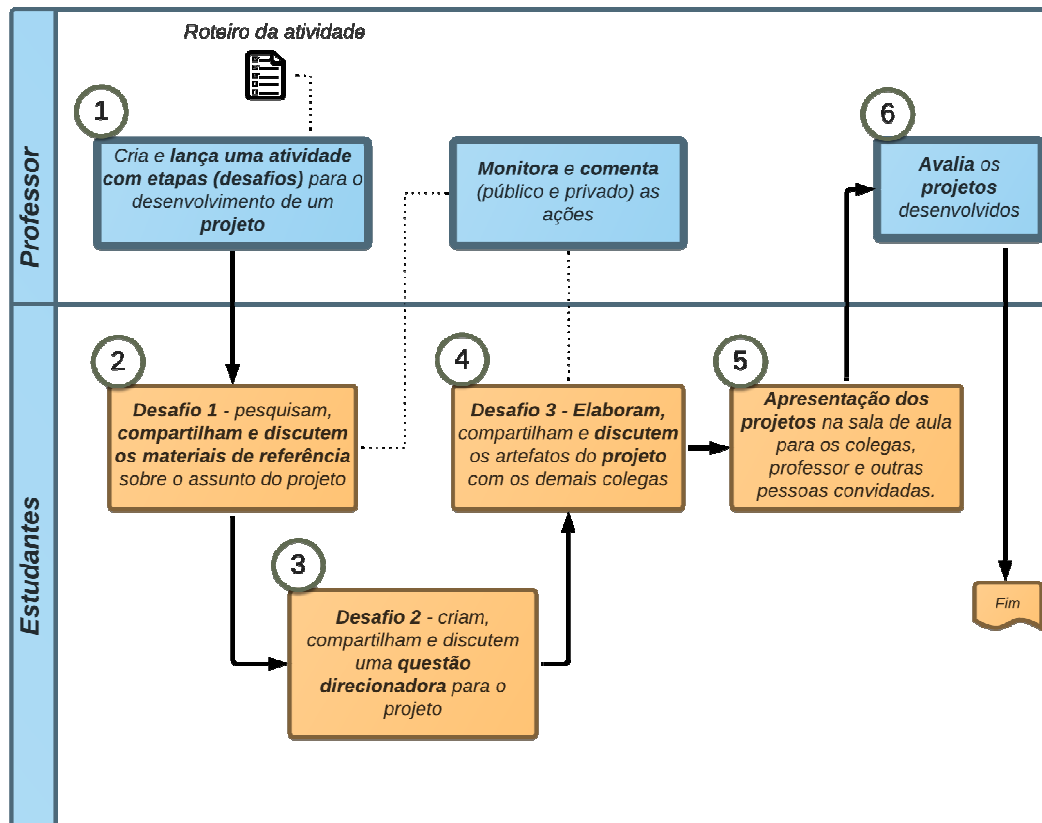 Roteiro da atividade
Professor
1
Cria e lança uma atividade
com etapas (desafios) para o
desenvolvimento de um
projeto
Monitora e comenta
(público e privado) as
ações
6
Avalia os
projetos
desenvolvidos
Estudantes
2
Desafio 1 - pesquisam,
compartilham e discutem
os materiais de referência
sobre o assunto do projeto
3
Desafio 2 - criam,
compartilham e discutem
uma questão
direcionadora para o
projeto
4
Desafio 3 - Elaboram,
compartilham e discutem
os artefatos do projeto
com os demais colegas
5
Apresentação dos
projetos na sala de aula
para os colegas,
professor e outras
pessoas convidadas.
Fim